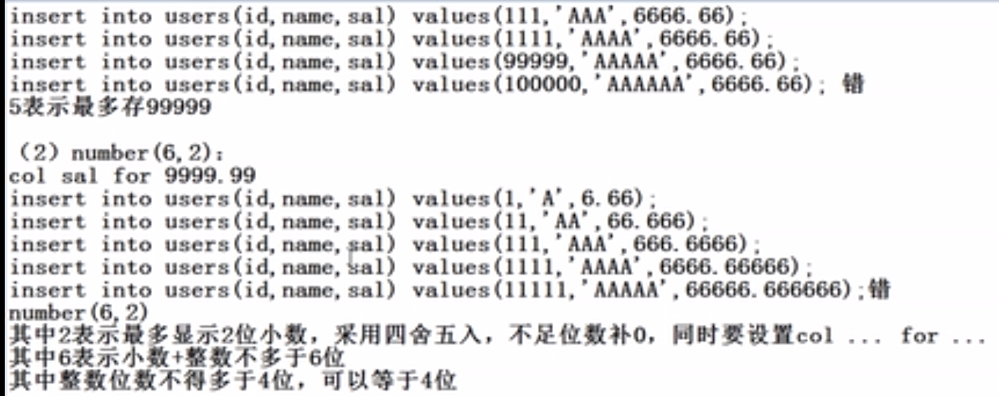 insert into users(id,name,sal) values(111,'AAA',6666.66);
insert into users(id,name,sal) values(1111,'AAAA',6666.66);
insert into users(id,name,sal) values(99999,'AAAAA',6666.66);
insert into users(id,name,sal) values(100000,'AAAAAA',6666.66); 错
5表示最多存99999
（2）number(6,2)：
col sal for 9999.99
insert into users(id,name,sal) values(1,'A',6.66);
insert into users(id,name,sal) values(11,'AA',66.666);
insert into users(id,name,sal) values(111,'AAA',666.6666);
insert into users(id,name,sal) values(1111,'AAAA',6666.66666);
insert into users(id,name,sal) values(11111,'AAAAA',66666.666666);错
number(6,2)
其中2表示最多显示2位小数，采用四舍五入，不足位数补0，同时要设置col ... for ...
其中6表示小数+整数不多于6位
其中整数位数不得多于4位，可以等于4位